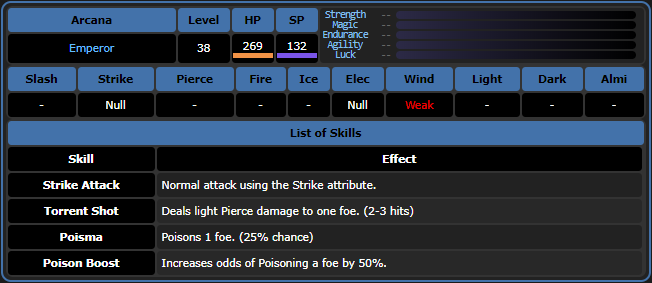 Arcana Level HP SP
Emperor 38 269 132
Strength --
Magic --
Endurance --
Agility --
Luck --
Slash Strike Pierce Fire Ice Elec Wind Light Dark Almi
- Null - - - Null Weak - - -
List of Skills
Skill Effect
Strike Attack Normal attack using the Strike attribute.
Torrent Shot Deals light Pierce damage to one foe. (2-3 hits)
Poisma Poisons 1 foe. (25% chance)
Poison Boost Increases odds of Poisoning a foe by 50%.